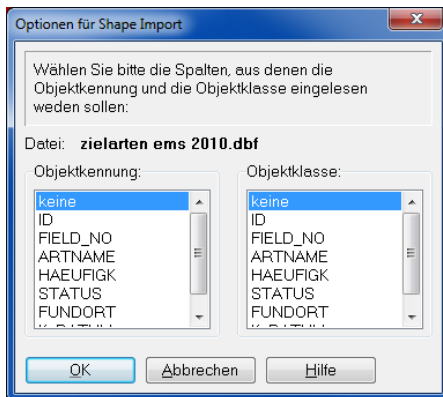 Optionen für Shape Import
Wählen Sie bitte die Spalten, aus denen die
Objektkennung und die Objektklasse eingelesen
weden sollen:
Datei: zielarten ems 2010.dbf
Objektkennung: Objektklasse:
keine keine
ID ID
FIELD_NO FIELD_NO
ARTNAME ARTNAME
HAEUFIGK HAEUFIGK
STATUS STATUS
FUNDORT FUNDORT
OK Abbrechen Hilfe